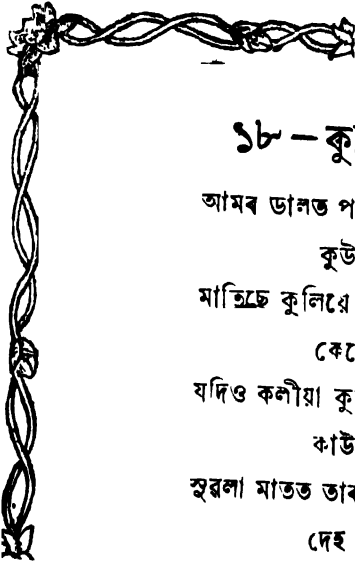 ১৮ – কু
আমৰ ডালত প
কুউ
মাতিছে কুলিয়ে
কে
যদিও কলীয়া কু
কাউ
সুৱলা মাতত তাৰ
দেহ